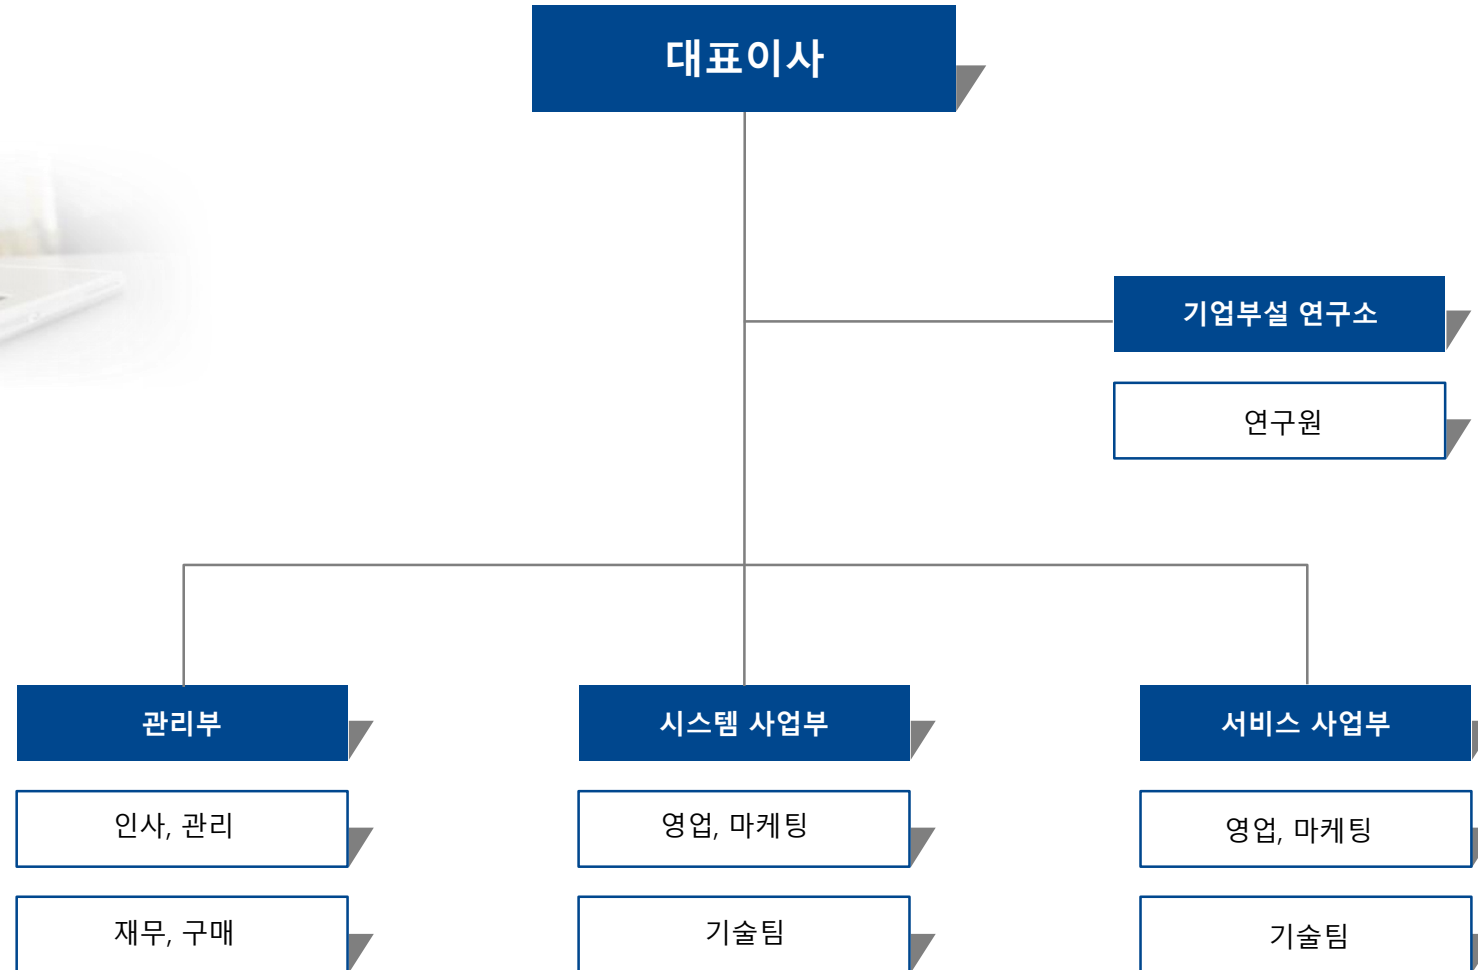 대표이사
기업부설 연구소
연구원
관리부
시스템 사업부
서비스 사업부
인사, 관리
영업, 마케팅
영업, 마케팅
재무, 구매
기술팀
기술팀